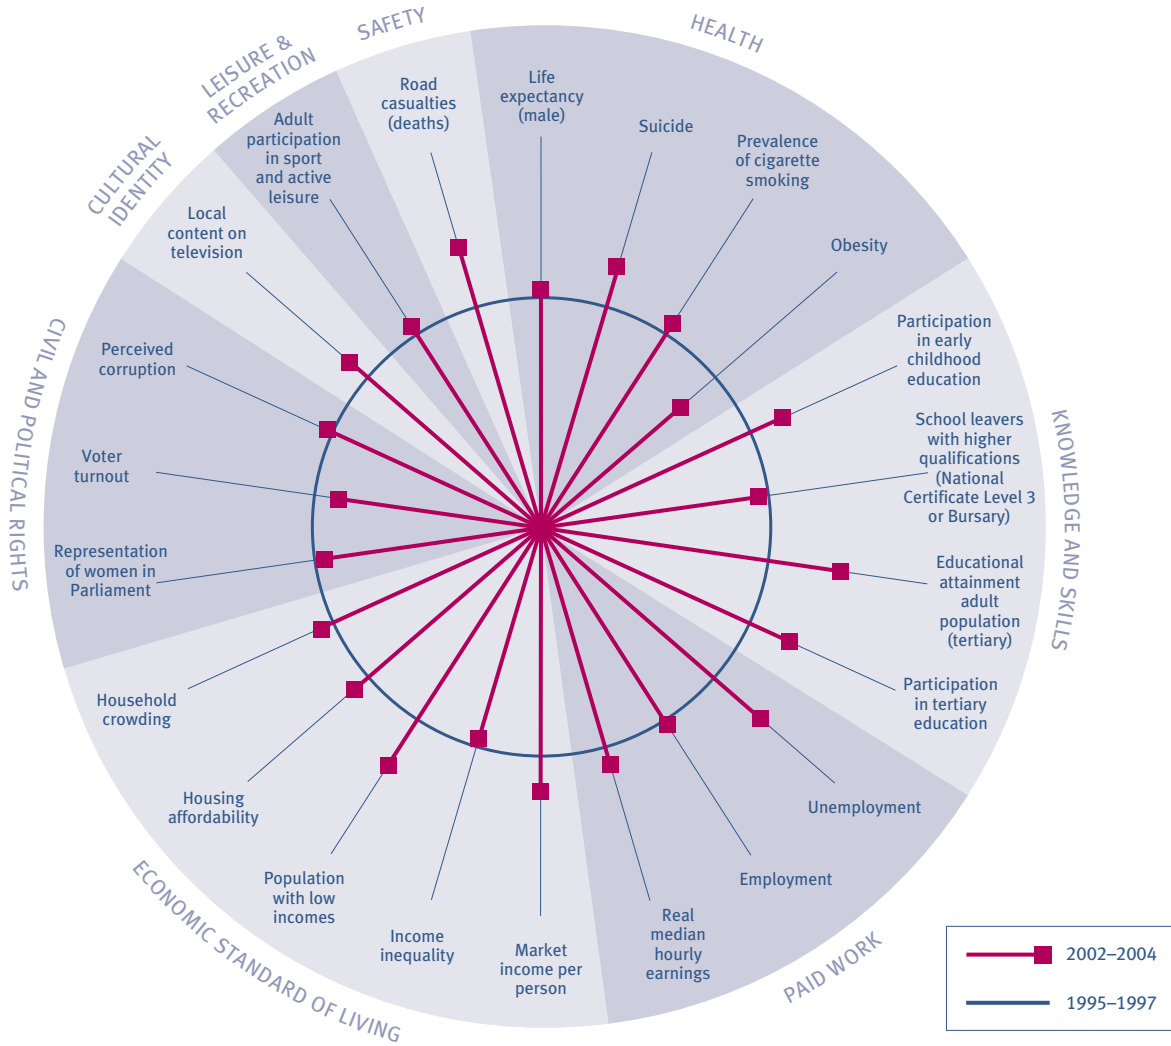 SAFETY
HEALTH
LEISURE &
RECREATION
CULTURAL
IDENTITY
CIVIL AND POLITICAL RIGHTS
KNOWLEDGE AND SKILLS
PAID WORK
ECONOMIC STANDARD OF LIVING
Life
expectancy
(male)
Suicide
Prevalence
of cigarette
smoking
Obesity
Participation
in early
childhood
education
School leavers
with higher
qualifications
(National
Certificate Level 3
or Bursary)
Educational
attainment
adult
population
(tertiary)
Participation
in tertiary
education
Unemployment
Employment
Real
median
hourly
earnings
Market
income per
person
Income
inequality
Population
with low
incomes
Housing
affordability
Household
crowding
Representation
of women in
Parliament
Voter
turnout
Perceived
corruption
Local
content on
television
Adult
participation
in sport
and active
leisure
Road
casualties
(deaths)
2002–2004
1995–1997